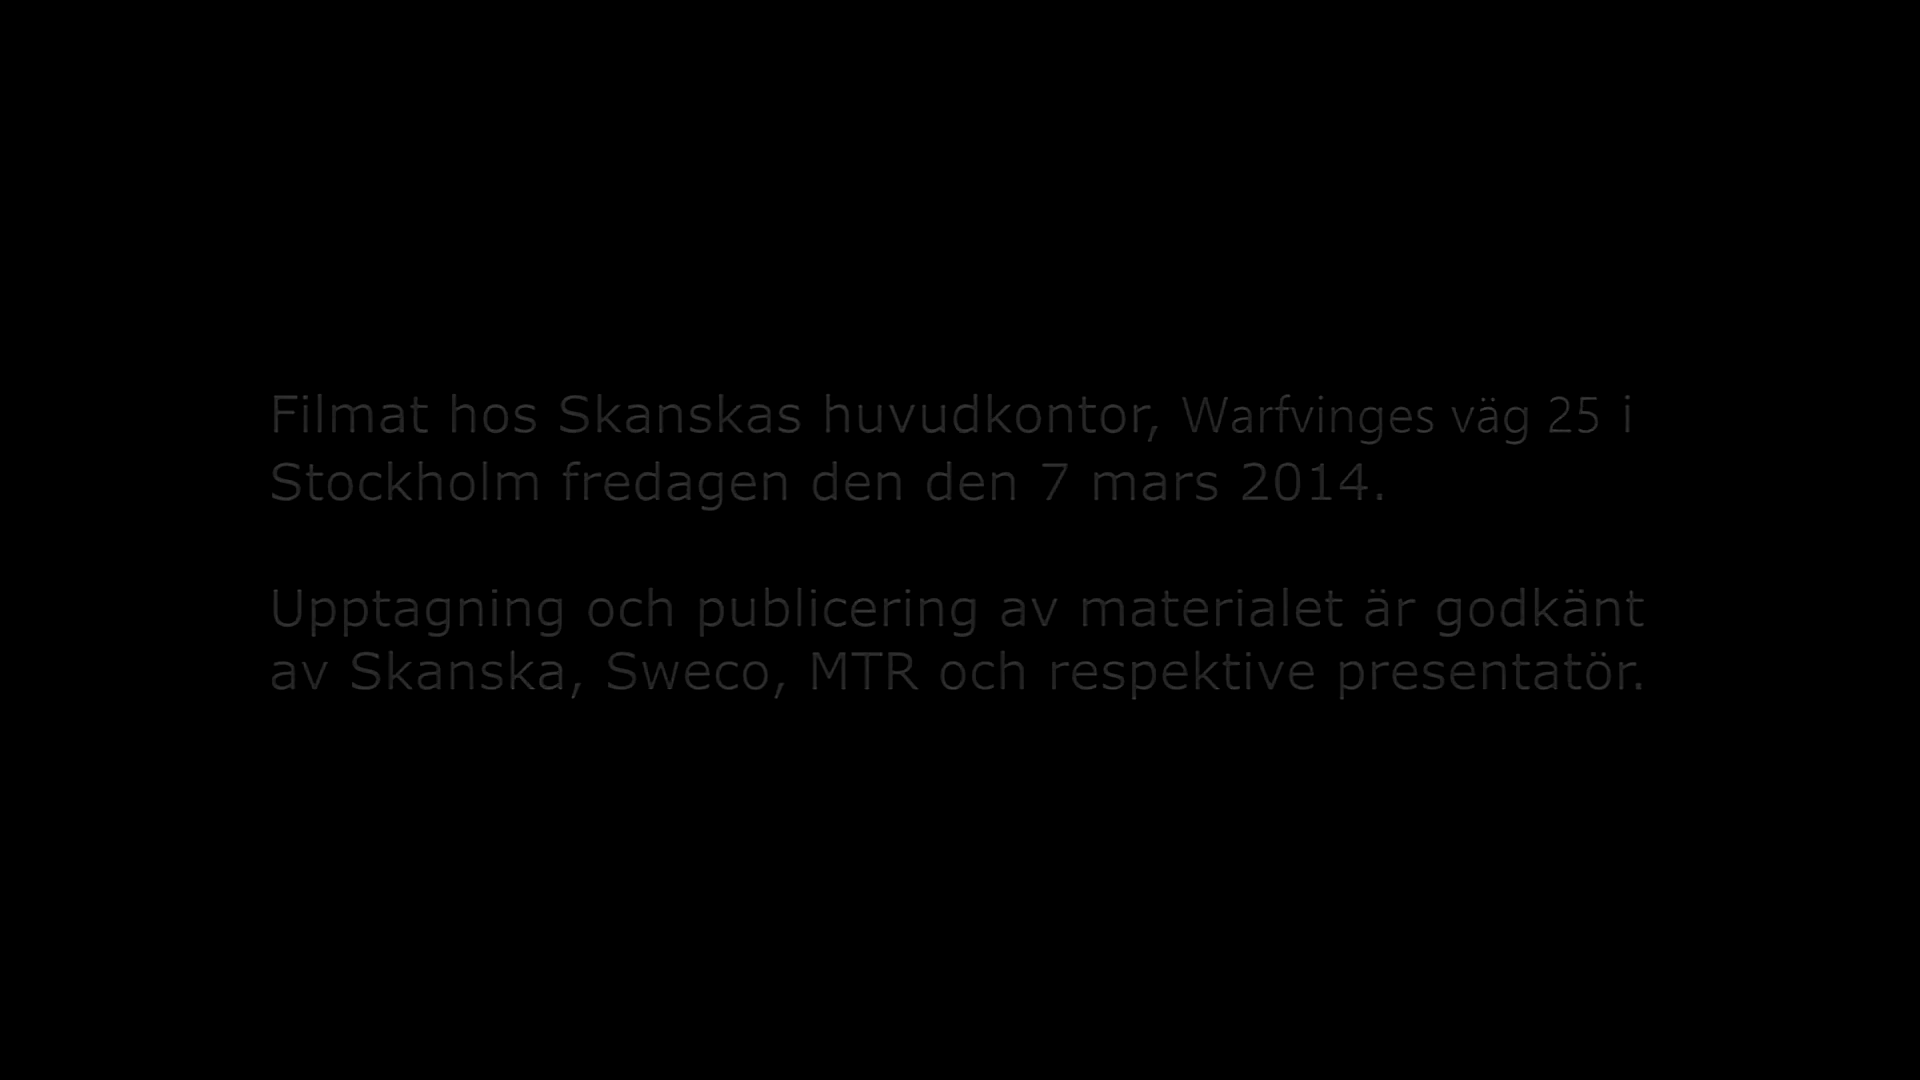 Filmat hos Skanskas huvudkontor, Warfvinges väg 25 i
Stockholm fredagen den den 7 mars 2014.
Upptagning och publicering av materialet är godkänt
av Skanska, Sweco, MTR och respektive presentatör.